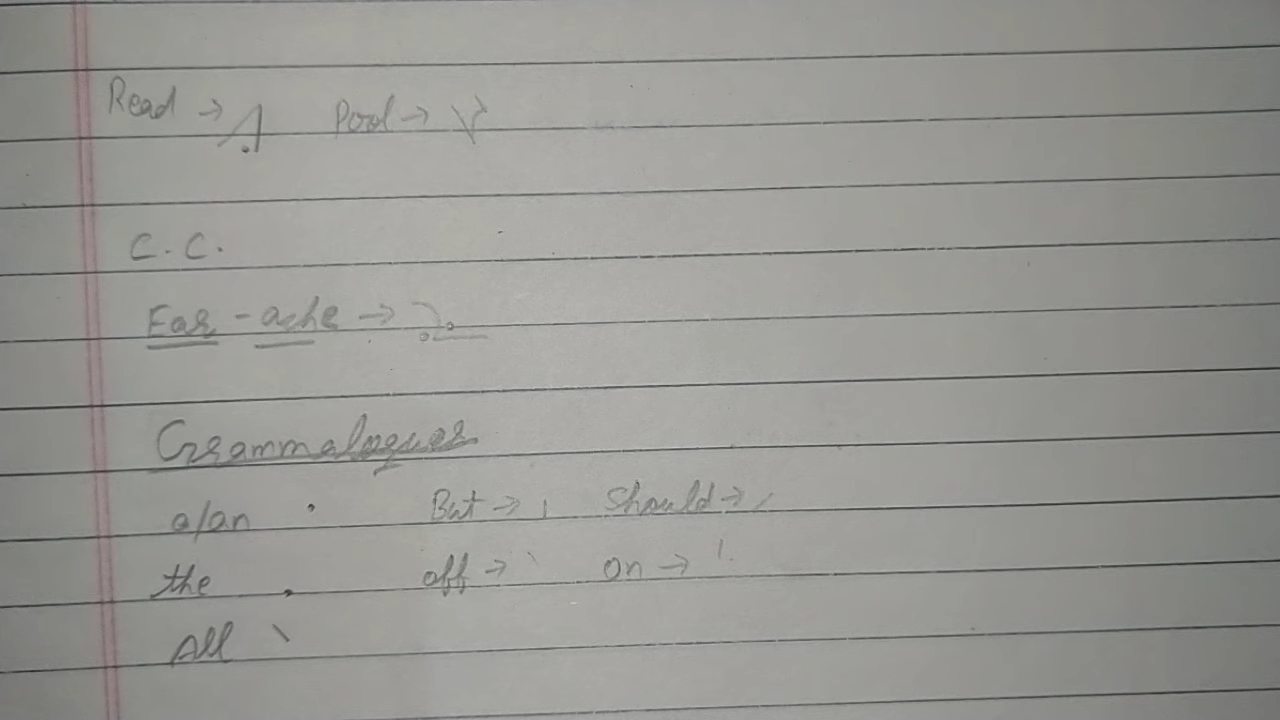 Read → Pool →
C.C.
Ear - ache →
Grammalogues
a/an . But → Should →
the . off → on →
All